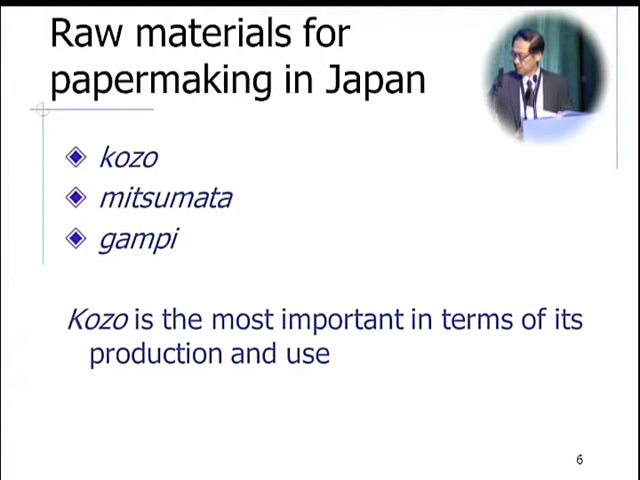 Raw materials for
papermaking in Japan
kozo
mitsumata
gampi
Kozo is the most important in terms of its
production and use
6